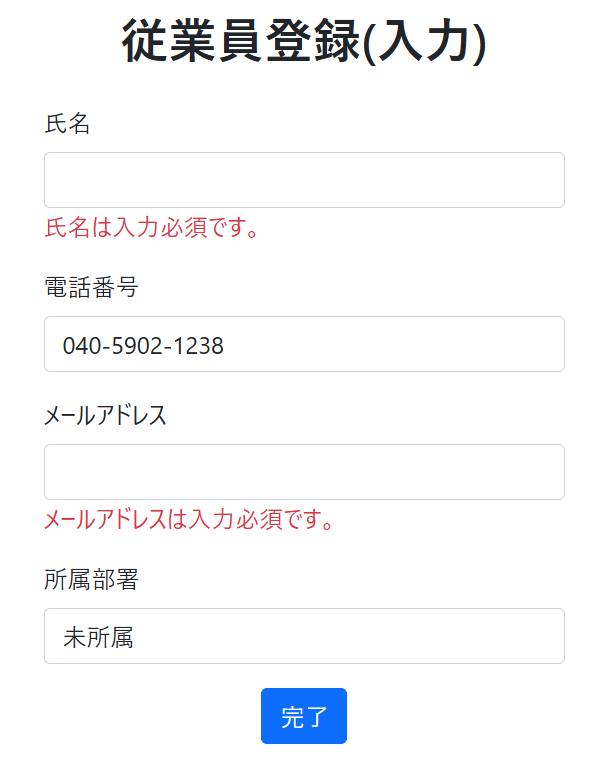 従業員登録(入力)
氏名
氏名は入力必須です。
電話番号
040-5902-1238
メールアドレス
メールアドレスは入力必須です。
所属部署
未所属
完了